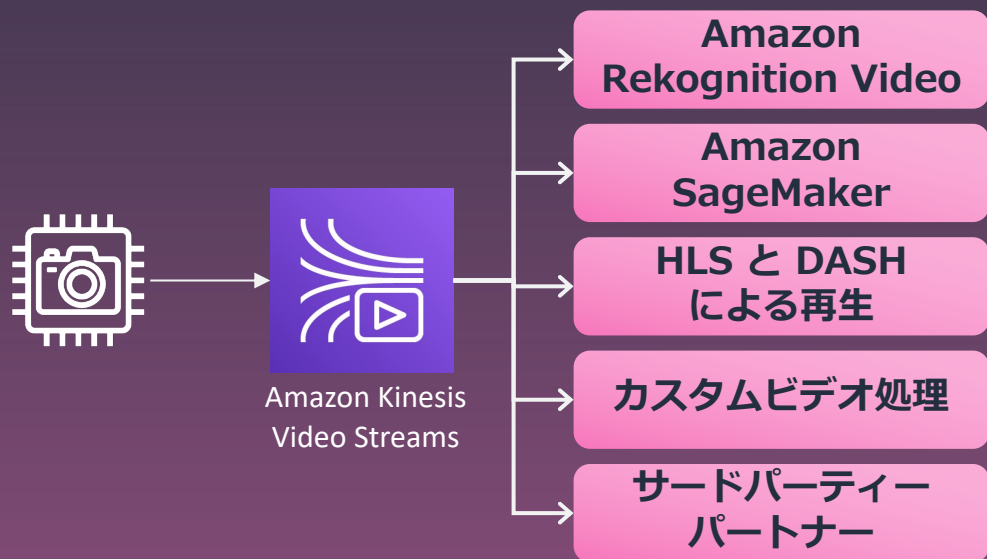 Amazon
Rekognition Video
Amazon
SageMaker
HLS と DASH
による再生
カスタムビデオ処理
サードパーティー
パートナー
Amazon Kinesis
Video Streams